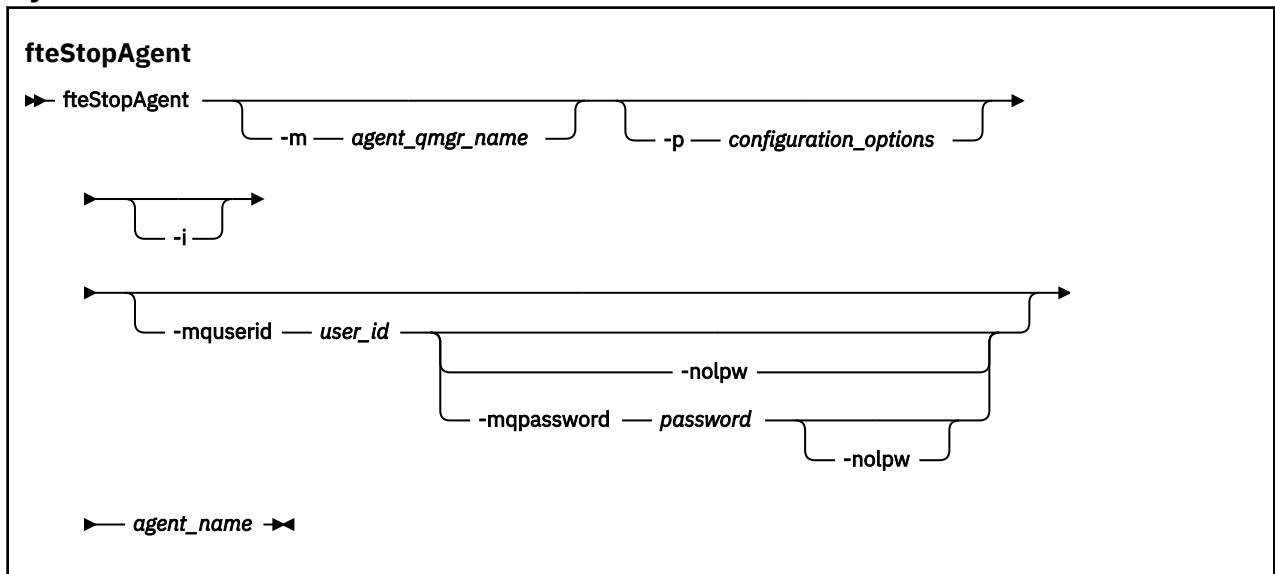 fteStopAgent
fteStopAgent
-m agent_qmgr_name
-p configuration_options
-i
-mquserid user_id
-nolpw
-mqpassword password
-nolpw
agent_name